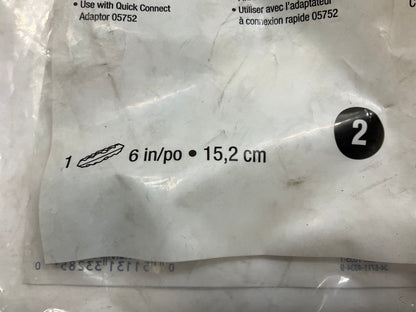 • Use with Quick Connect
Adaptor 05752
• Utiliser avec l'adaptateur
à connexion rapide 05752
2
1 6 in/po • 15,2 cm